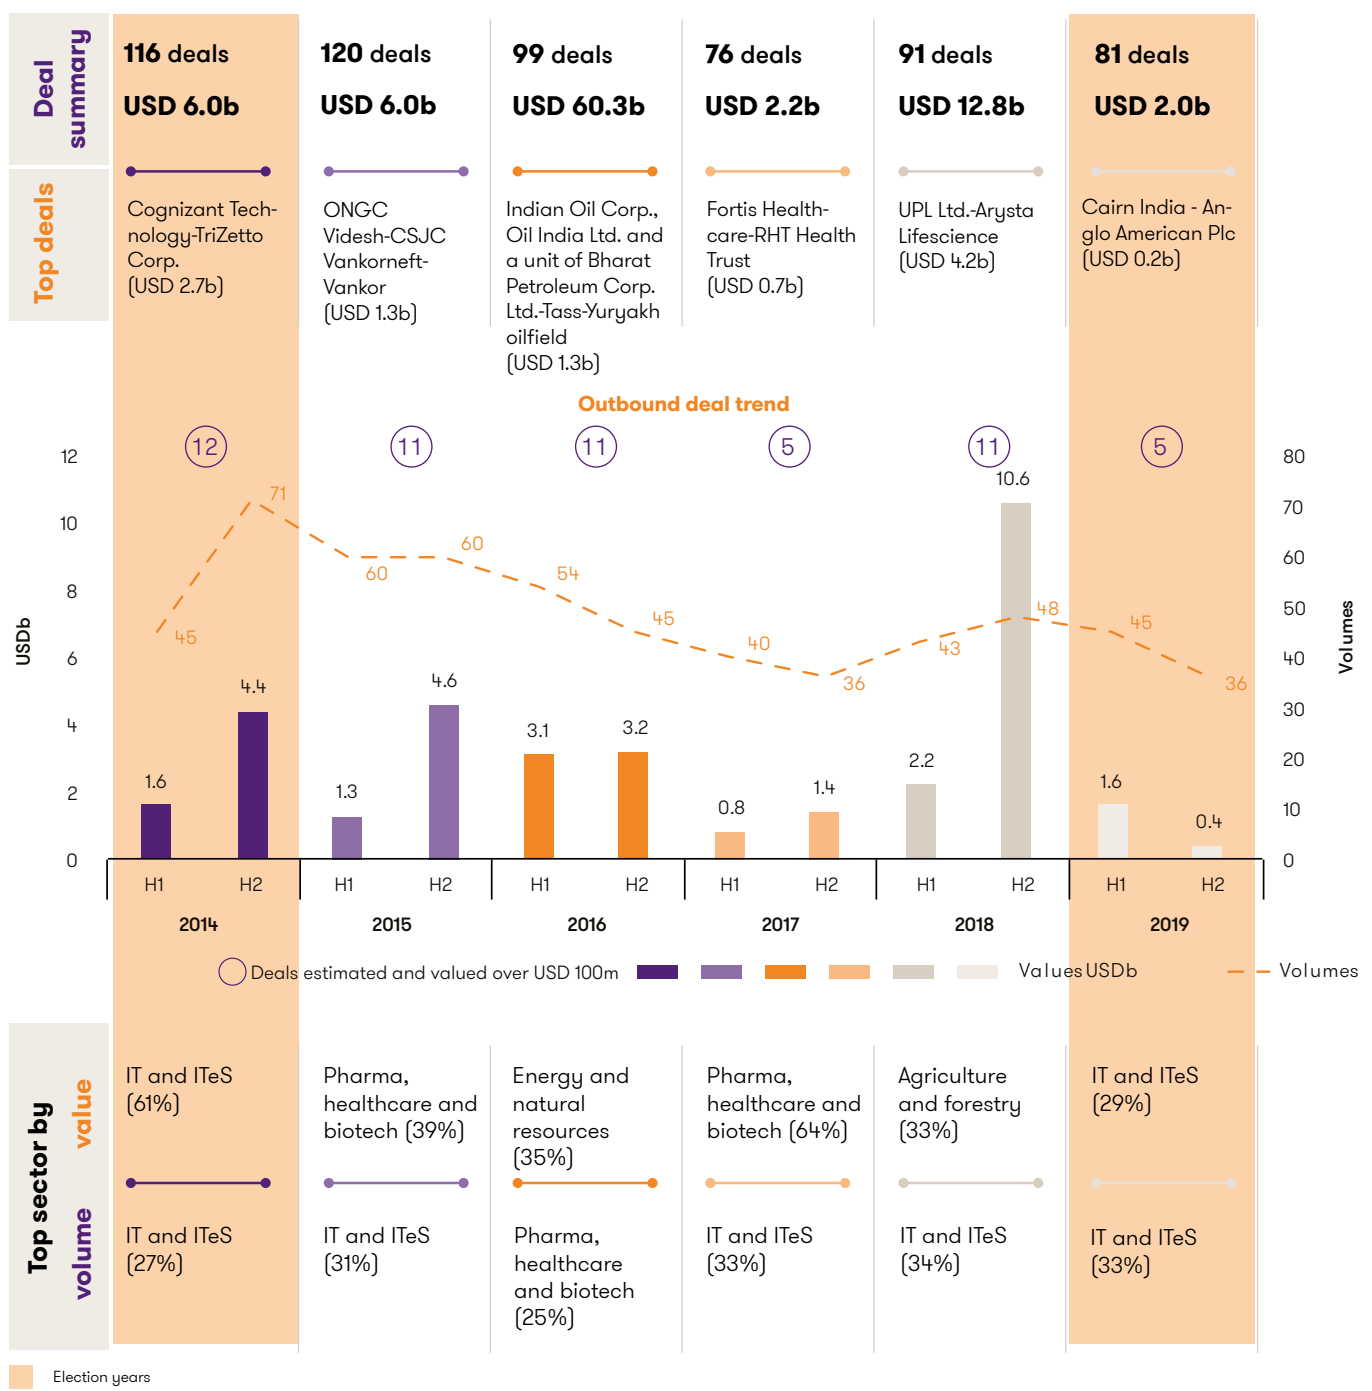 Deal
summary
116 deals
USD 6.0b
120 deals
USD 6.0b
99 deals
USD 60.3b
76 deals
USD 2.2b
91 deals
USD 12.8b
81 deals
USD 2.0b
Top deals
Cognizant Tech-
nology-TriZetto
Corp.
(USD 2.7b)
ONGC
Videsh-CSJC
Vankorneft-
Vankor
(USD 1.3b)
Indian Oil Corp.,
Oil India Ltd. and
a unit of Bharat
Petroleum Corp.
Ltd.-Tass-Yuryakh
oilfield
(USD 1.3b)
Fortis Health-
care-RHT Health
Trust
(USD 0.7b)
UPL Ltd.-Arysta
Lifescience
(USD 4.2b)
Cairn India - An-
glo American Plc
(USD 0.2b)
Outbound deal trend
12 11 11 5 11 5
USDb
12
10
8
6
4
2
0
Volumes
80
70
60
50
40
30
20
10
0
45 71 60 60 54 45 40 36 43 48 45 36
1.6 4.4 1.3 4.6 3.1 3.2 0.8 1.4 2.2 10.6 1.6 0.4
H1 H2 H1 H2 H1 H2 H1 H2 H1 H2 H1 H2
2014 2015 2016 2017 2018 2019
Deals estimated and valued over USD 100m Values USDb Volumes
Top sector by
value
volume
IT and ITeS
(61%)
Pharma,
healthcare and
biotech (39%)
Energy and
natural
resources
(35%)
Pharma,
healthcare and
biotech (64%)
Agriculture
and forestry
(33%)
IT and ITeS
(29%)
IT and ITeS
(27%)
IT and ITeS
(31%)
Pharma,
healthcare
and biotech
(25%)
IT and ITeS
(33%)
IT and ITeS
(34%)
IT and ITeS
(33%)
Election years